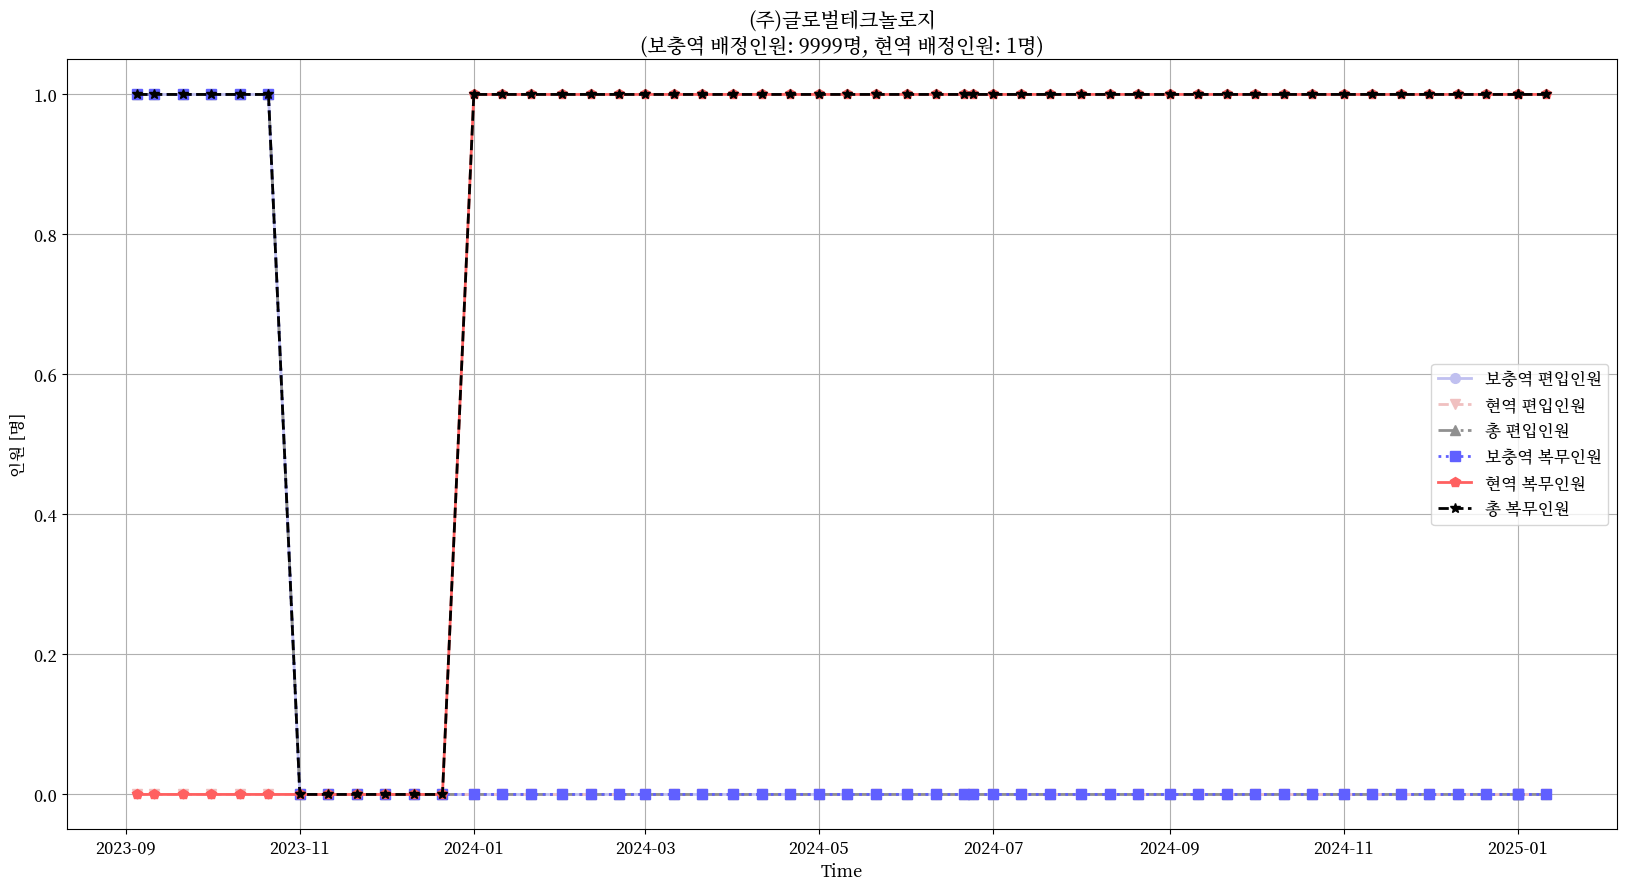 (주)글로벌테크놀로지
(보충역 배정인원: 9999명, 현역 배정인원: 1명)
인원 [명]
1.0
0.8
0.6
0.4
0.2
0.0
보충역 편입인원
현역 편입인원
총 편입인원
보충역 복무인원
현역 복무인원
총 복무인원
2023-09
2023-11
2024-01
2024-03
2024-05
2024-07
2024-09
2024-11
2025-01
Time